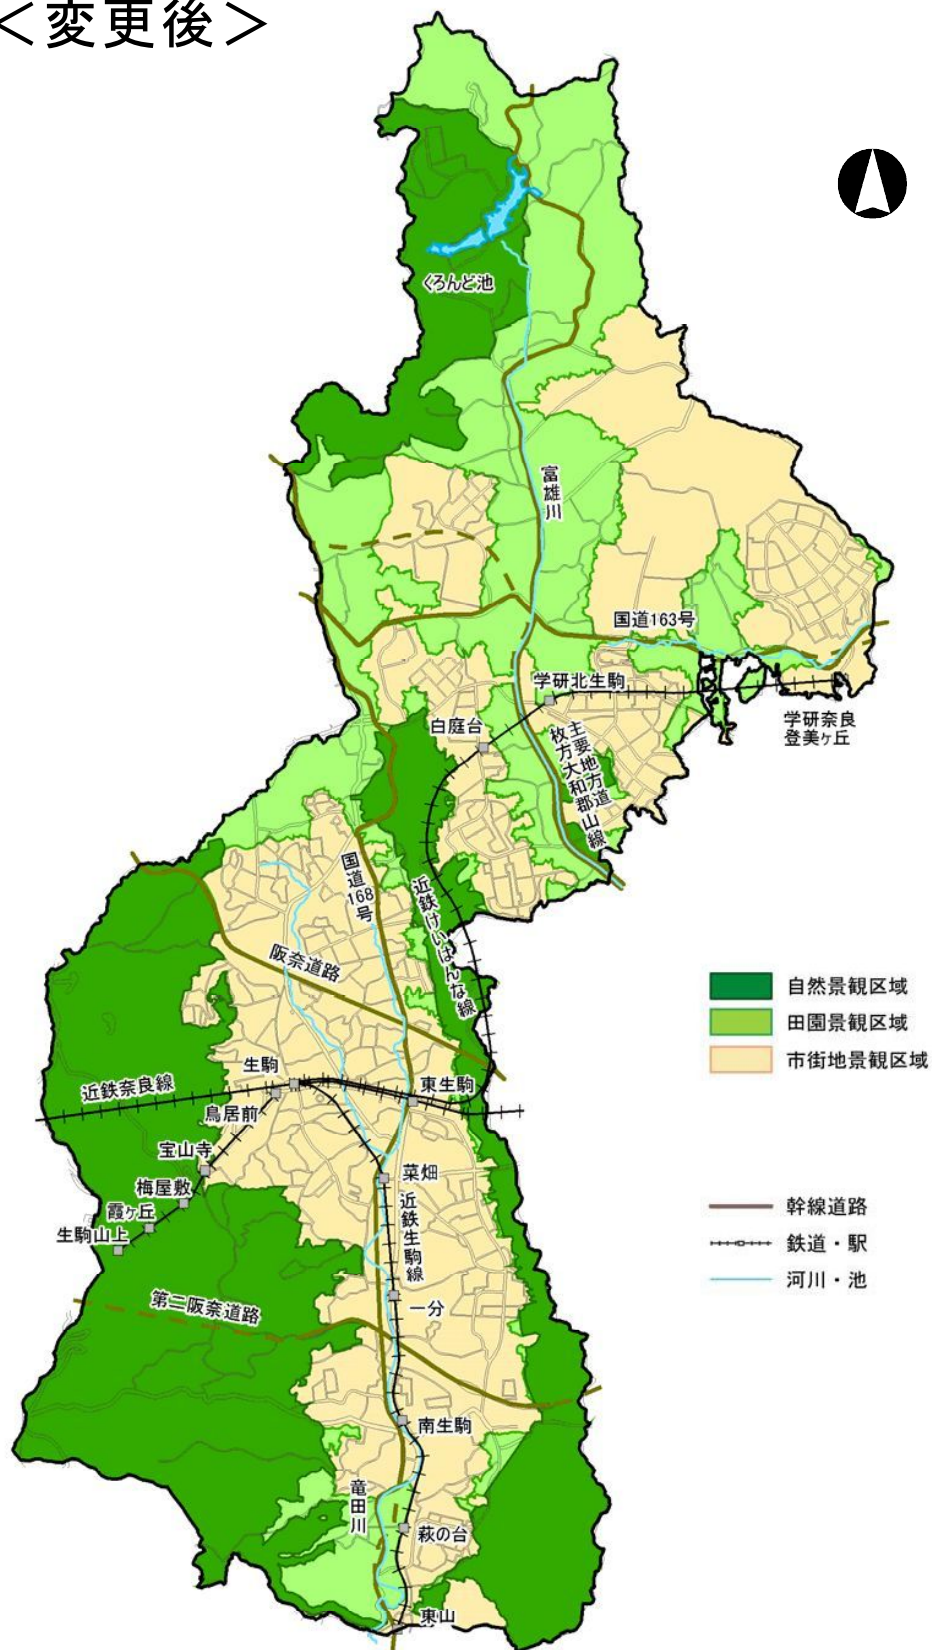 ＜変更後＞
くろんど池
富雄川
国道163号
学研北生駒
白庭台
学研奈良
登美ヶ丘
主要地方道
枚方大和郡山線
国道168号
近鉄けいはんな線
阪奈道路
自然景観区域
田園景観区域
市街地景観区域
生駒
東生駒
近鉄奈良線
鳥居前
宝山寺
菜畑
梅屋敷
霞ヶ丘
生駒山上
近鉄生駒線
幹線道路
鉄道・駅
河川・池
第二阪奈道路
一分
南生駒
竜田川
萩の台
東山